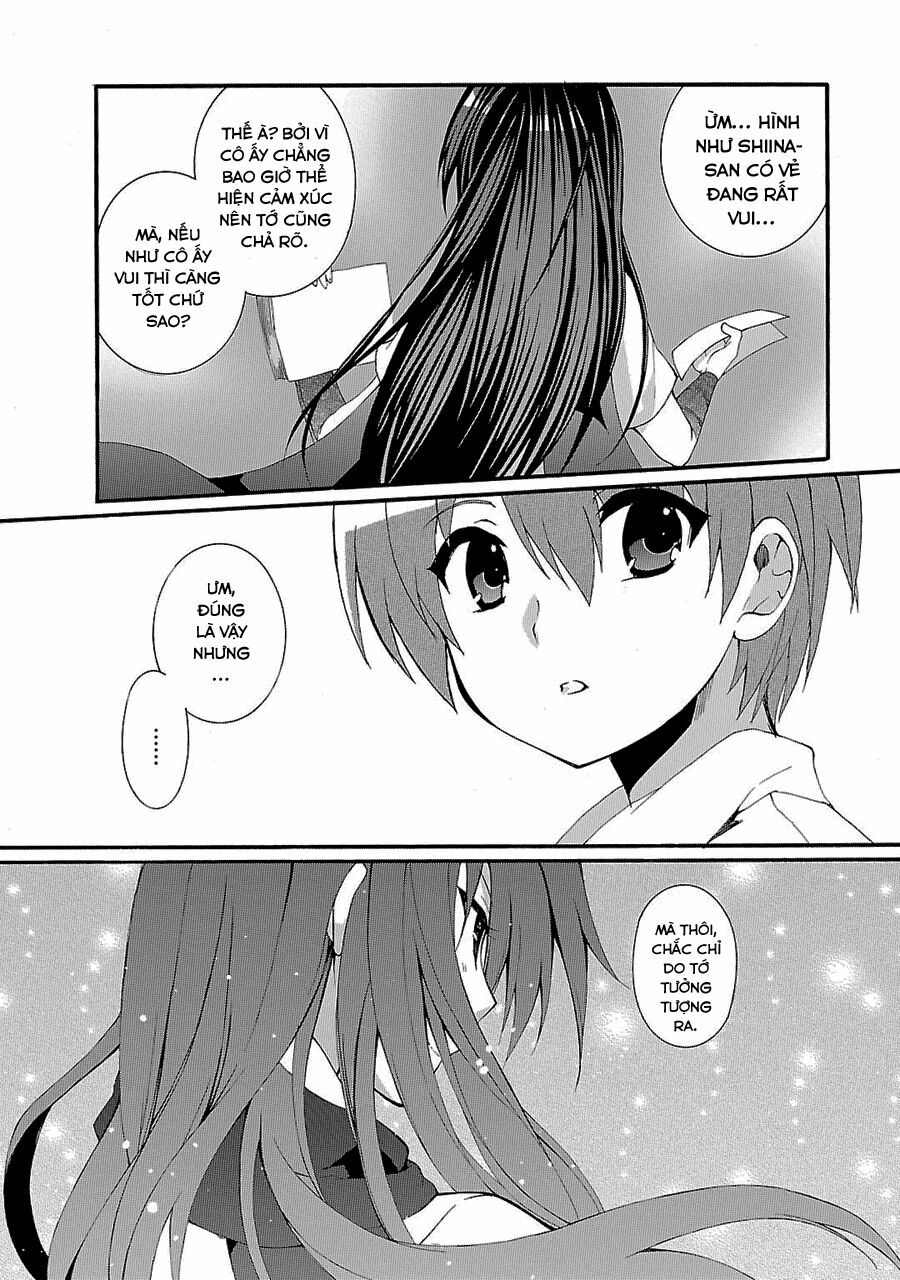 ỪM... HÌNH
NHƯ SHIINA-
SAN CÓ VẺ
ĐANG RẤT
VUI...
THẾ À? BỞI VÌ
CÔ ẤY CHẲNG
BAO GIỜ THỂ
HIỆN CẢM XÚC
NÊN TỚ CŨNG
CHẢ RÕ.
MÀ, NẾU
NHƯ CÔ ẤY
VUI THÌ CÀNG
TỐT CHỨ
SAO?
ƯM,
ĐÚNG
LÀ VẬY
NHƯNG
...
......
MÀ THÔI,
CHẮC CHỈ
DO TỚ
TƯỞNG
TƯỢNG
RA.